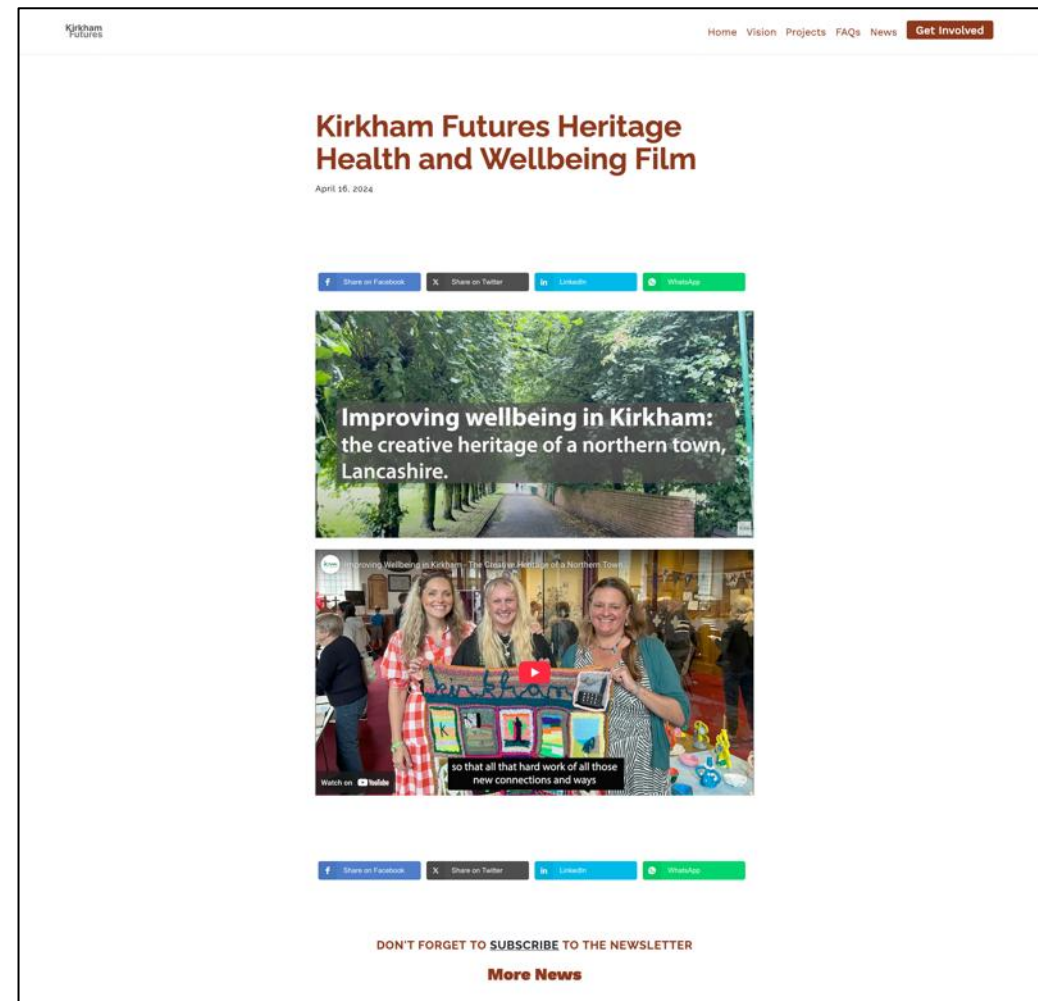 Kirkham
Futures
Home Vision Projects FAQs News Get Involved
Kirkham Futures Heritage
Health and Wellbeing Film
April 16, 2024
Share on Facebook X Share on Twitter in LinkedIn WhatsApp
Improving wellbeing in Kirkham:
the creative heritage of a northern town,
Lancashire.
Improving Wellbeing in Kirkham - The Creative Heritage of a Northern Town...
kirkham
K
so that all that hard work of all those
new connections and ways
Watch on YouTube
Share on Facebook X Share on Twitter in LinkedIn WhatsApp
DON'T FORGET TO SUBSCRIBE TO THE NEWSLETTER
More News